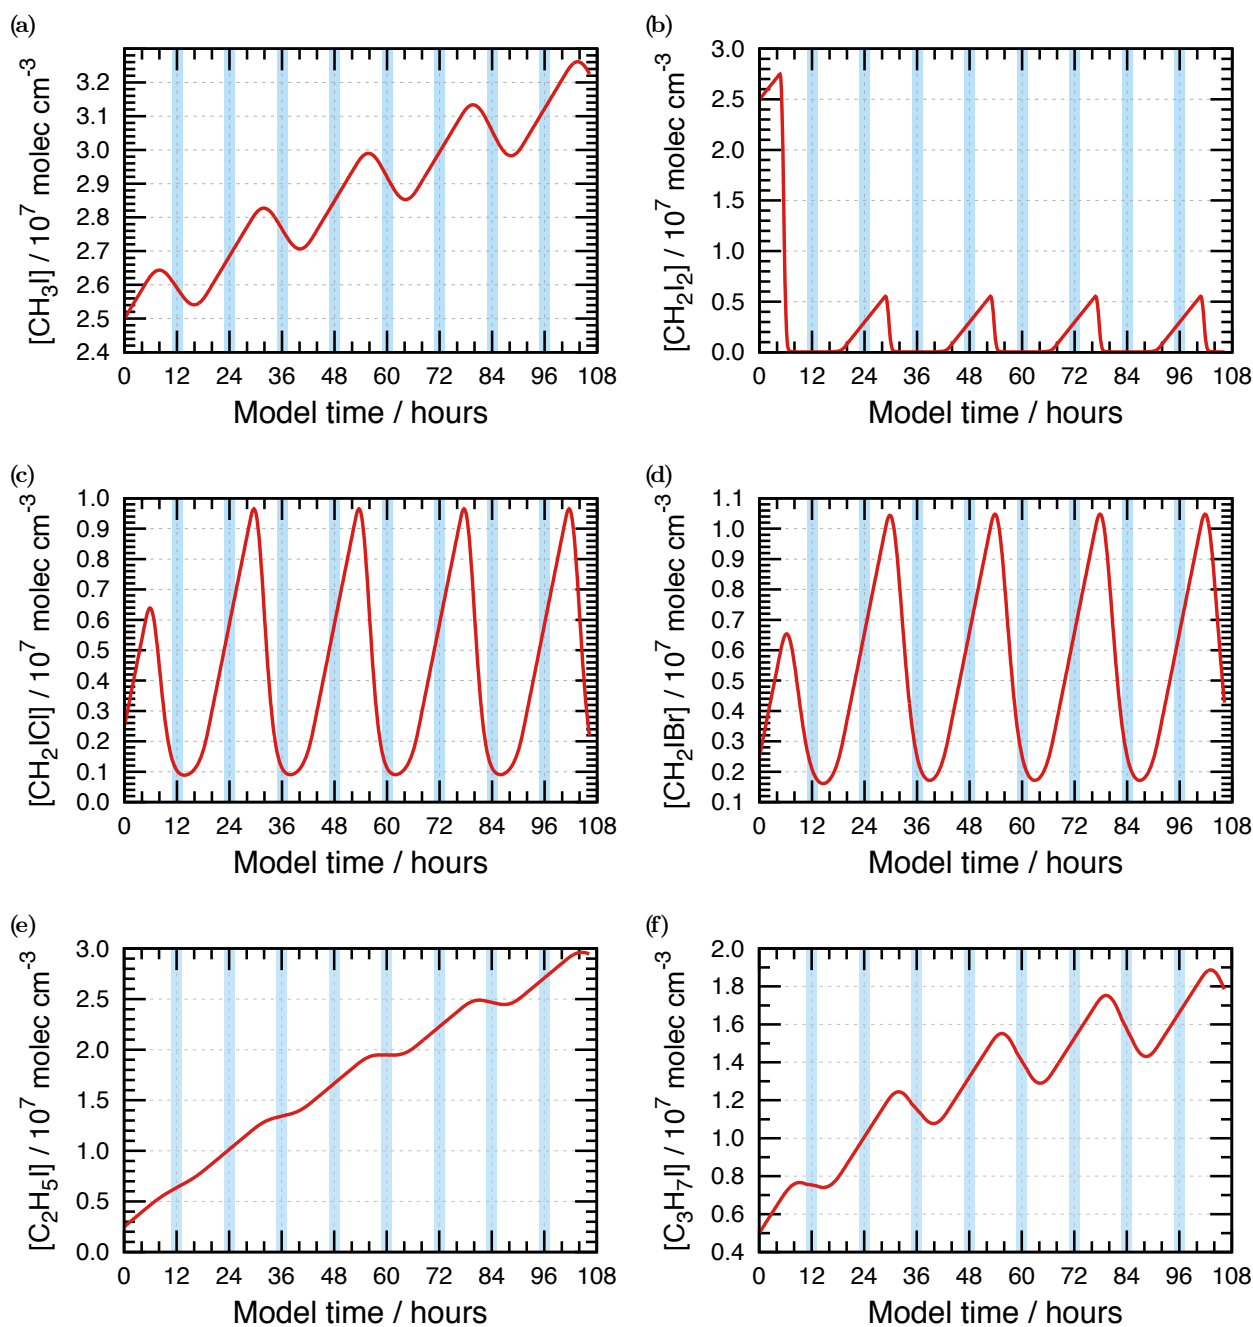 (a)
[CH3I] / 10^7 molec cm^-3
3.2
3.1
3.0
2.9
2.8
2.7
2.6
2.5
2.4
0 12 24 36 48 60 72 84 96 108
Model time / hours
(b)
[CH2I2] / 10^7 molec cm^-3
3.0
2.5
2.0
1.5
1.0
0.5
0.0
0 12 24 36 48 60 72 84 96 108
Model time / hours
(c)
[CH2ICl] / 10^7 molec cm^-3
1.0
0.9
0.8
0.7
0.6
0.5
0.4
0.3
0.2
0.1
0.0
0 12 24 36 48 60 72 84 96 108
Model time / hours
(d)
[CH2IBr] / 10^7 molec cm^-3
1.1
1.0
0.9
0.8
0.7
0.6
0.5
0.4
0.3
0.2
0.1
0 12 24 36 48 60 72 84 96 108
Model time / hours
(e)
[C2H5I] / 10^7 molec cm^-3
3.0
2.5
2.0
1.5
1.0
0.5
0.0
0 12 24 36 48 60 72 84 96 108
Model time / hours
(f)
[C3H7I] / 10^7 molec cm^-3
2.0
1.8
1.6
1.4
1.2
1.0
0.8
0.6
0.4
0 12 24 36 48 60 72 84 96 108
Model time / hours